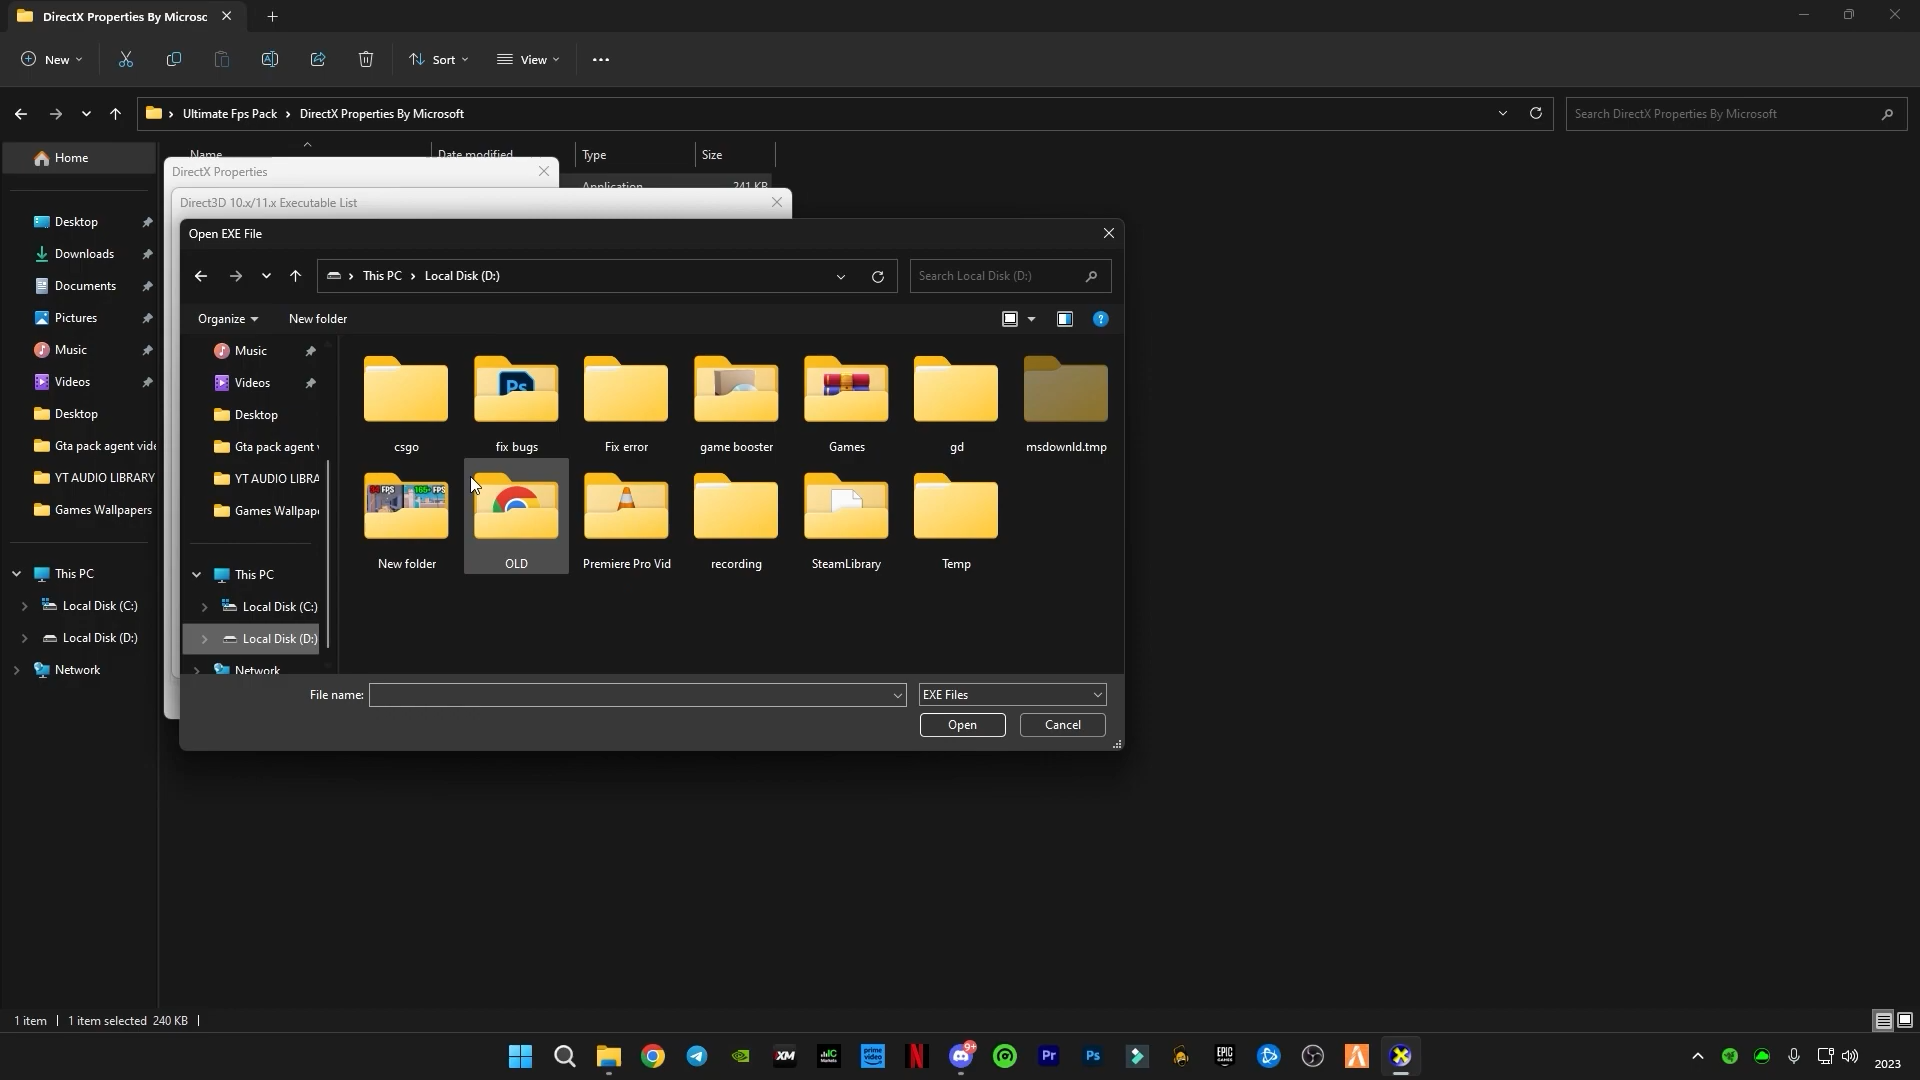 DirectX Properties By Microsc
New
Sort
View
Ultimate Fps Pack
DirectX Properties By Microsoft
Search DirectX Properties By Microsoft
Name
Date modified
Type
Size
Application
241 KB
Home
Desktop
Downloads
Documents
Pictures
Music
Videos
Desktop
Gta pack agent vide
YT AUDIO LIBRARY
Games Wallpapers
This PC
Local Disk (C:)
Local Disk (D:)
Network
DirectX Properties
Direct3D 10.x/11.x Executable List
Open EXE File
This PC
Local Disk (D:)
Search Local Disk (D:)
Organize
New folder
Music
Videos
Desktop
Gta pack agent v
YT AUDIO LIBRA
Games Wallpape
This PC
Local Disk (C:)
Local Disk (D:)
Network
csgo
fix bugs
Fix error
game booster
Games
gd
msdownld.tmp
New folder
OLD
Premiere Pro Vid
recording
SteamLibrary
Temp
File name:
EXE Files
Open
Cancel
1 item
1 item selected 240 KB
2023